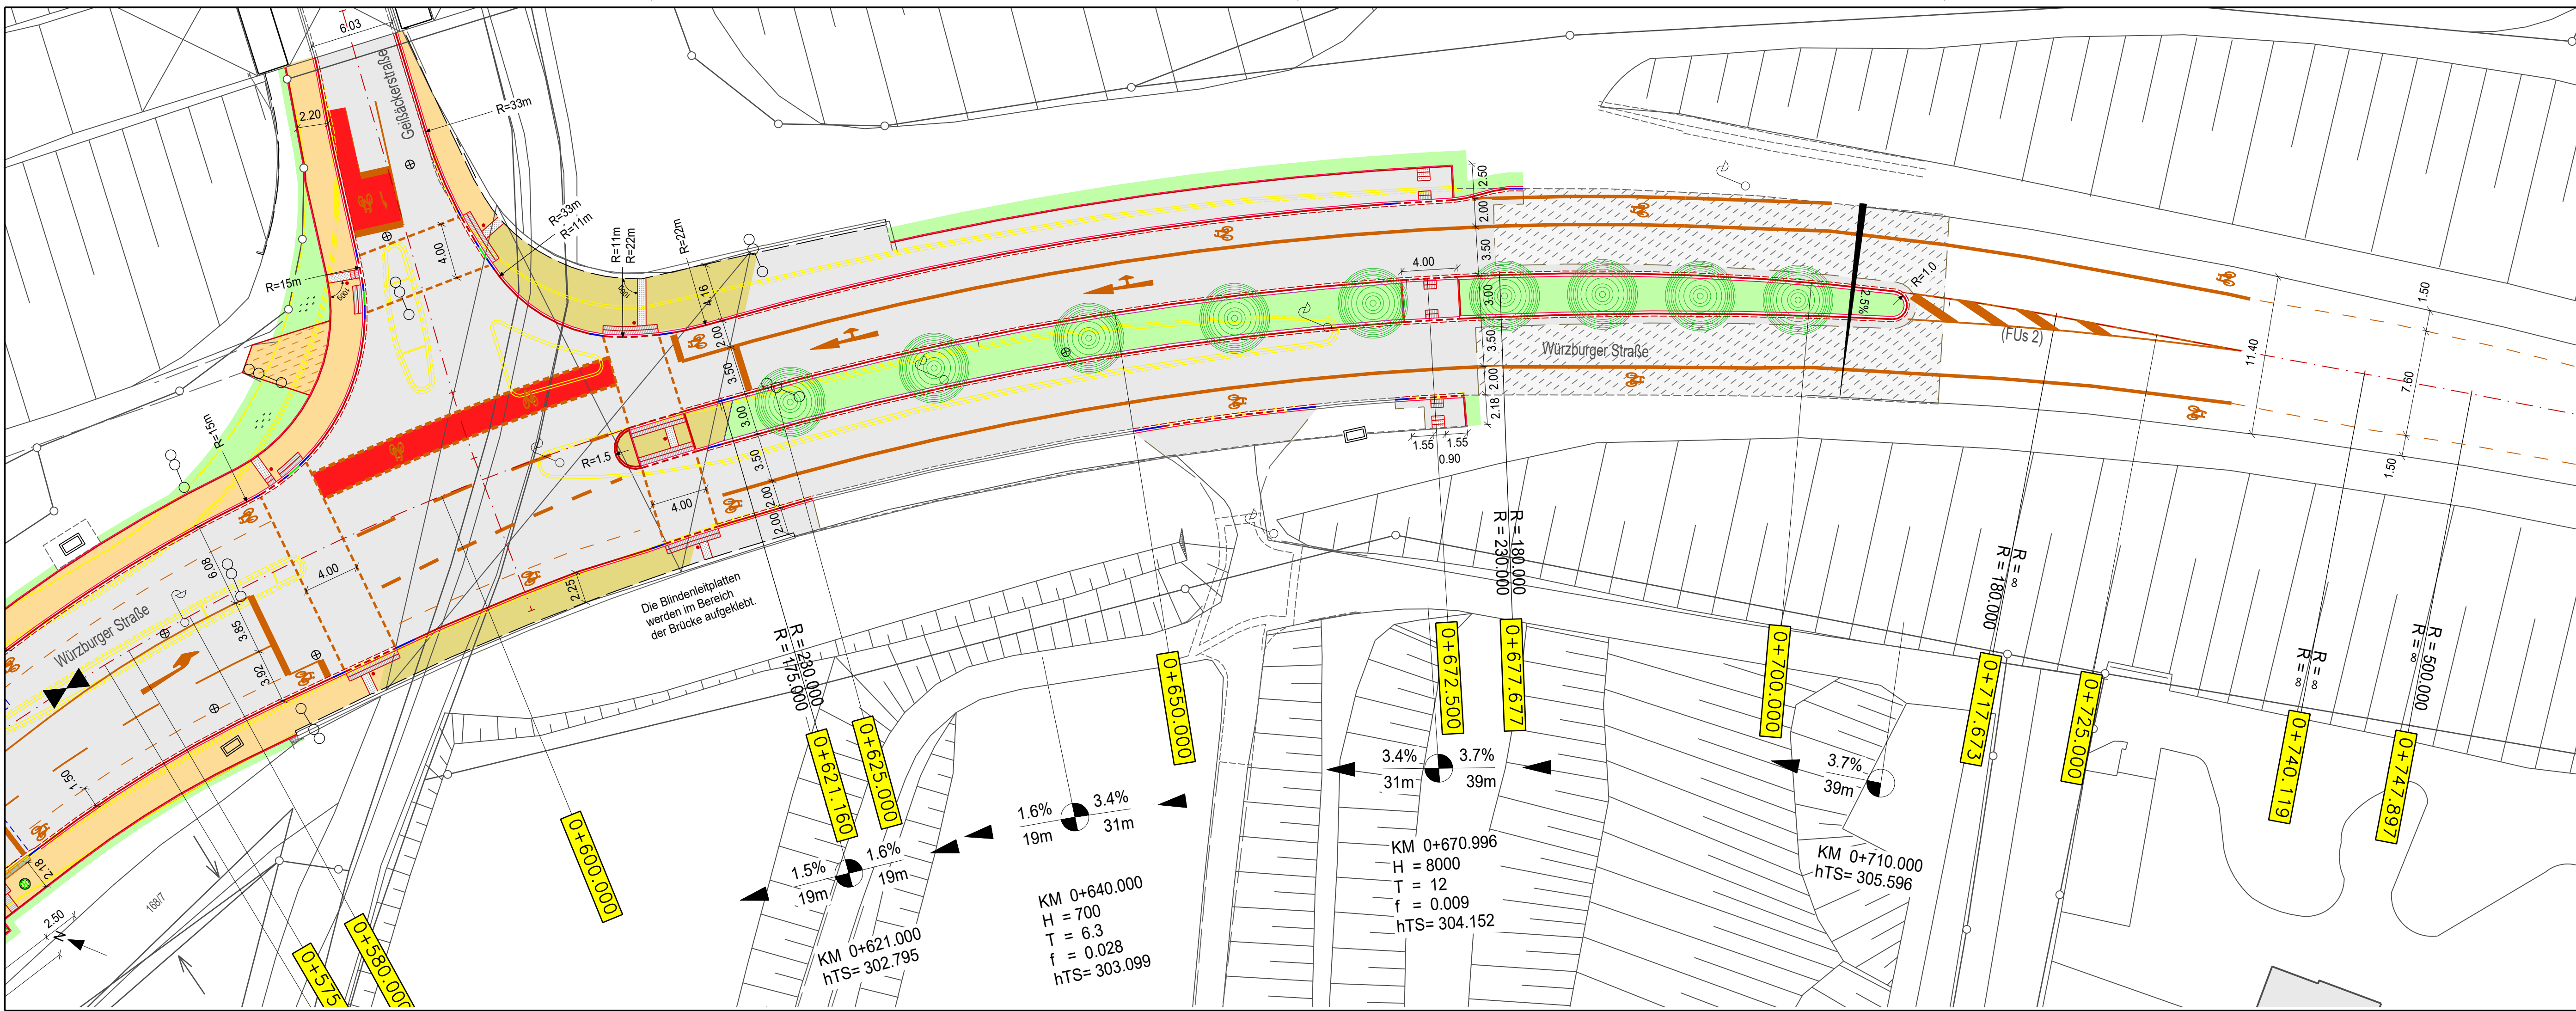 6.03
Geißäckerstraße
2.20
R=33m
R=33m
R=11m
4.00
R=15m
1009
R=11m
R=22m
R=22m
4.16
2.00
3.50
3.00
3.50
2.00
2.00
R=15m
R=1.5
4.00
4.00
6.08
3.85
3.92
2.25
1.50
2.18
2.50
N
168/7
Würzburger Straße
Die Blindenleitplatten
werden im Bereich
der Brücke aufgeklebt.
2.50
2.00
3.50
4.00
3.00
3.50
2.00
2.18
1.55
1.55
0.90
Würzburger Straße
2.5%
R=1.0
(FUs 2)
11.40
1.50
7.60
1.50
R = 230.000
R = 175.000
R = 180.000
R = 230.000
R = ∞
R = 180.000
R = ∞
R = ∞
R = 500.000
R = ∞
0+575
0+580.000
0+600.000
0+621.160
0+625.000
0+650.000
0+672.500
0+677.677
0+700.000
0+717.673
0+725.000
0+740.119
0+747.897
1.5%
19m
1.6%
19m
KM 0+621.000
hTS= 302.795
1.6%
19m
3.4%
31m
KM 0+640.000
H = 700
T = 6.3
f = 0.028
hTS= 303.099
3.4%
31m
3.7%
39m
KM 0+670.996
H = 8000
T = 12
f = 0.009
hTS= 304.152
3.7%
39m
KM 0+710.000
hTS= 305.596